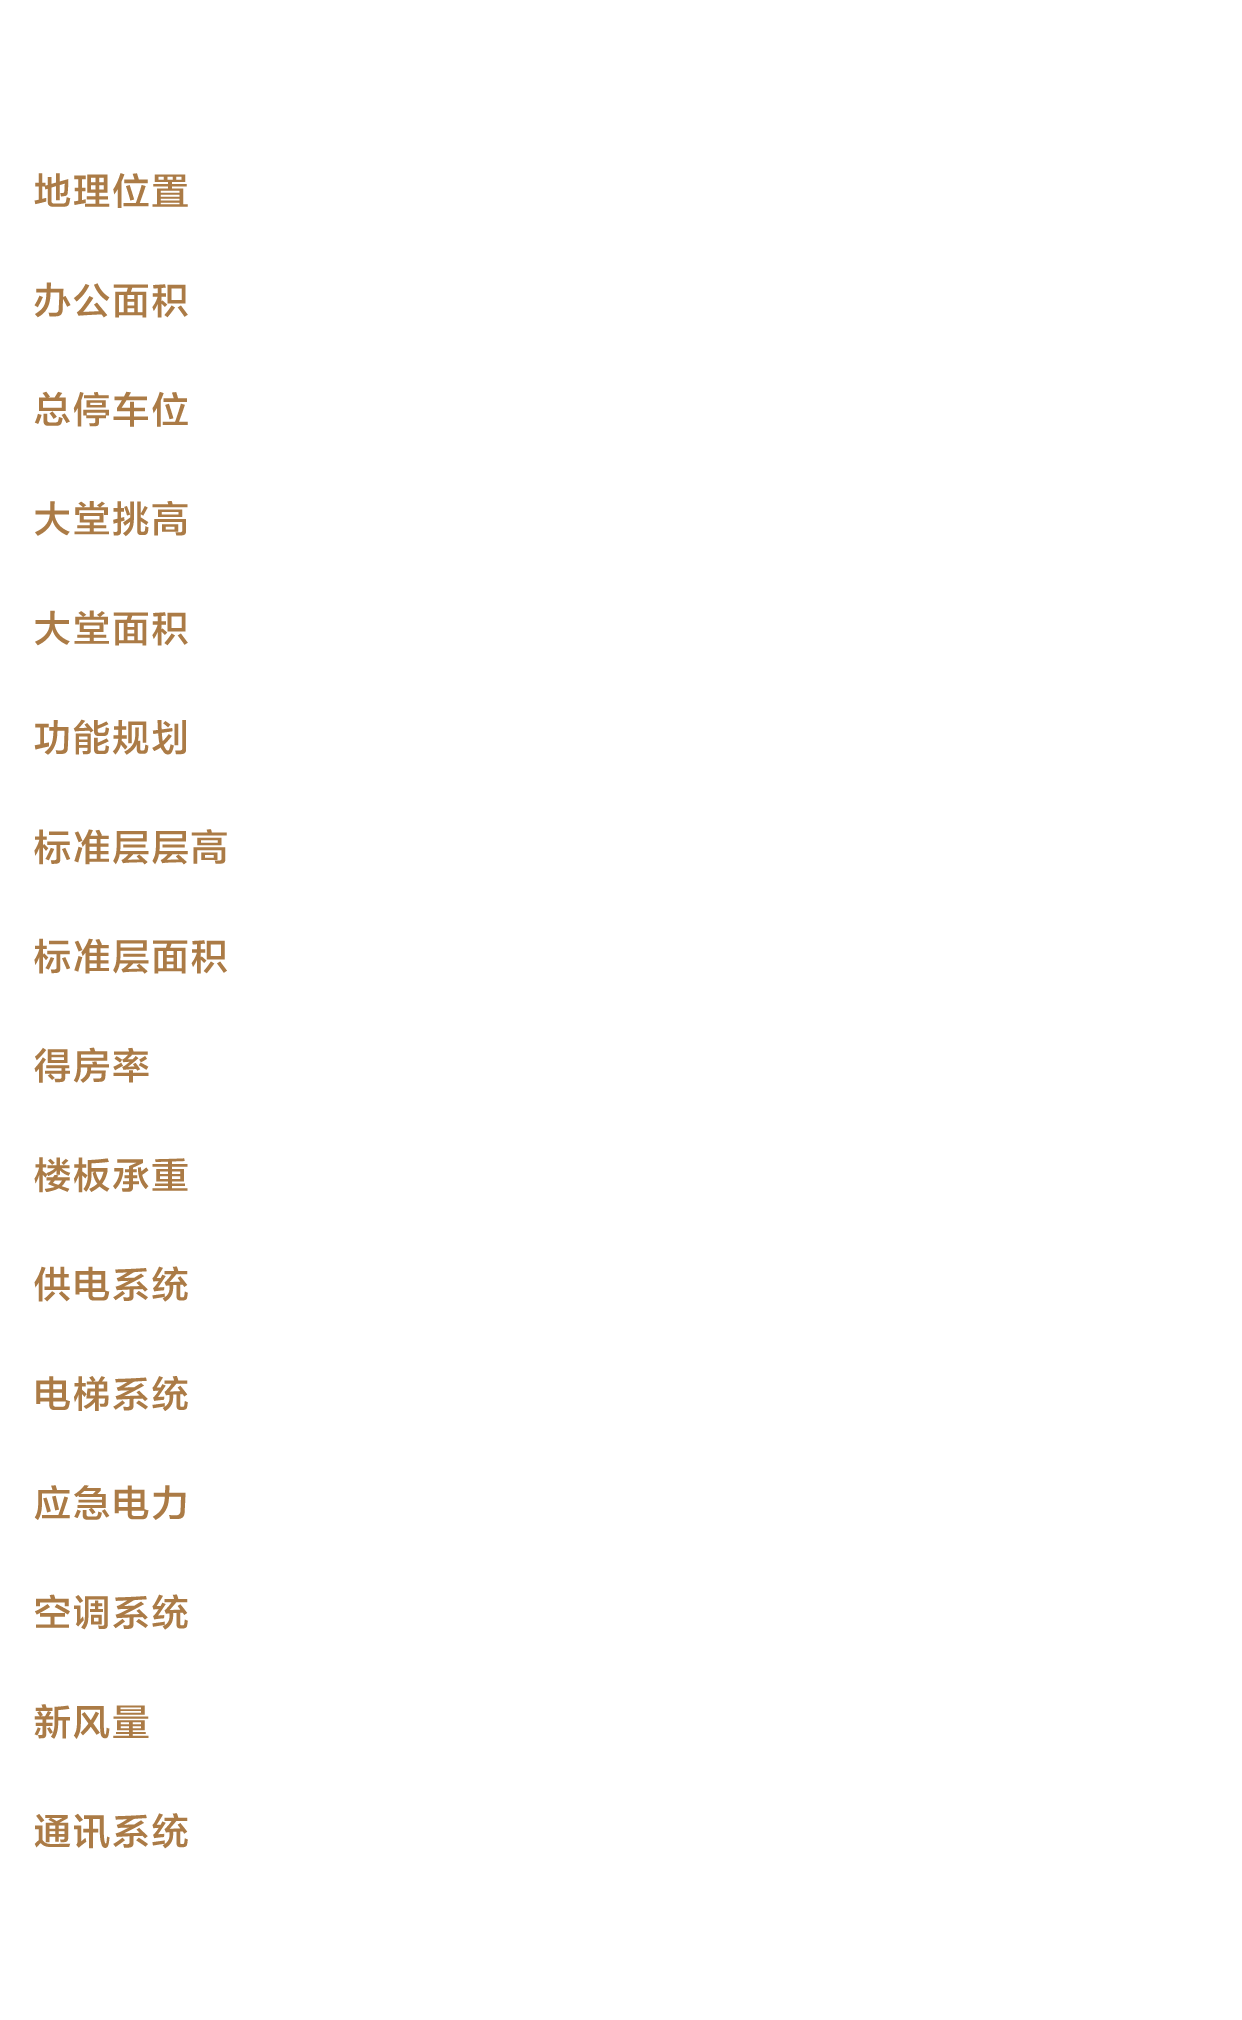 地理位置
办公面积
总停车位
大堂挑高
大堂面积
功能规划
标准层层高
标准层面积
得房率
楼板承重
供电系统
电梯系统
应急电力
空调系统
新风量
通讯系统